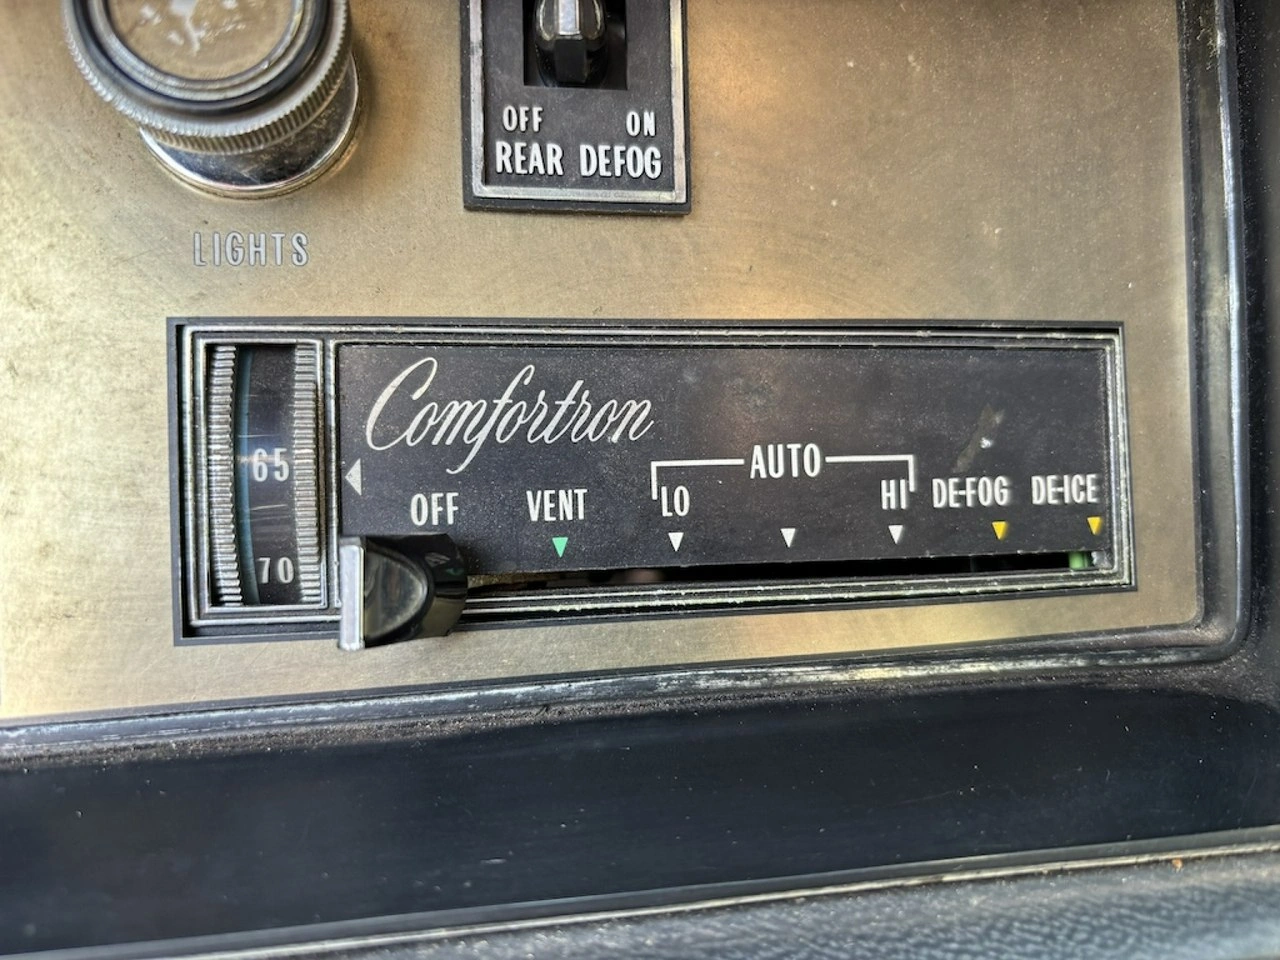 OFF ON
REAR DEFOG
LIGHTS
Comfortron
65
70
AUTO
OFF VENT LO HI DE-FOG DE-ICE